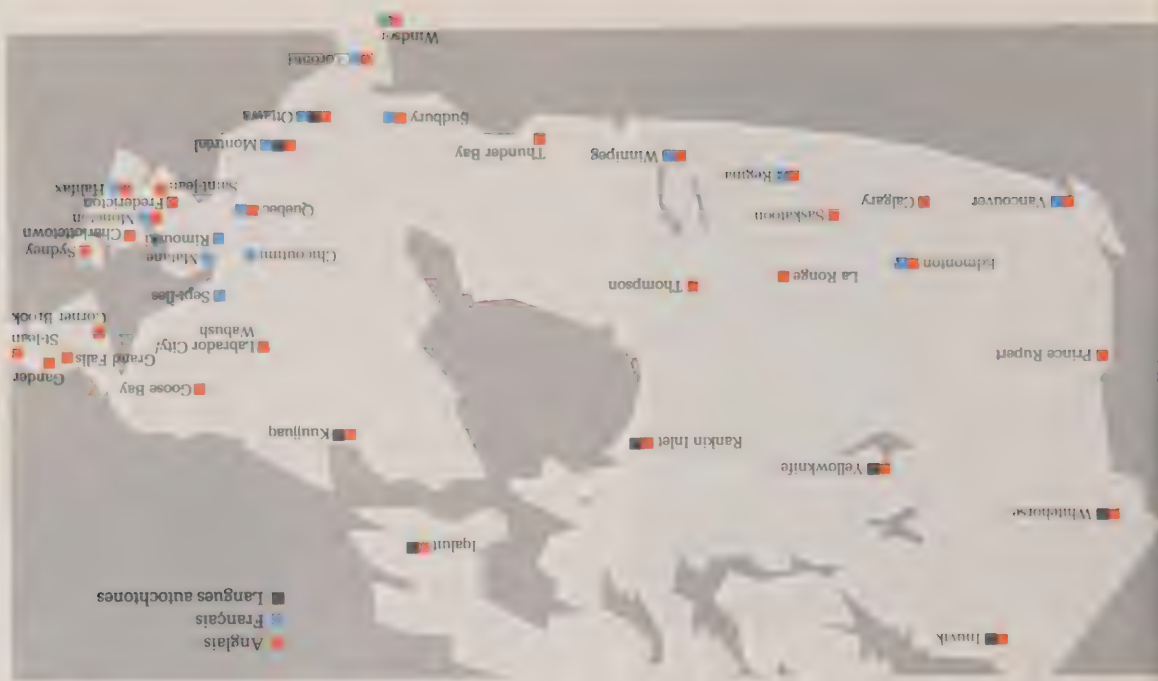 Inuvik
Anglais
Français
Langues autochtones
Iqaluit
Whitehorse
Yellowknife
Rankin Inlet
Kuujjuaq
Goose Bay
Gander
Grand Falls
Prince Rupert
Labrador City/
Wabush
St-Jean
Corner Brook
Sept-Îles
Thompson
La Ronge
Edmonton
Chicoutimi
Matane
Sydney
Rimouski
Charlottetown
Saskatoon
Québec
Moncton
Vancouver
Calgary
Fredericton
Saint-Jean
Halifax
Regina
Winnipeg
Thunder Bay
Montréal
Sudbury
Ottawa
Toronto
Windsor